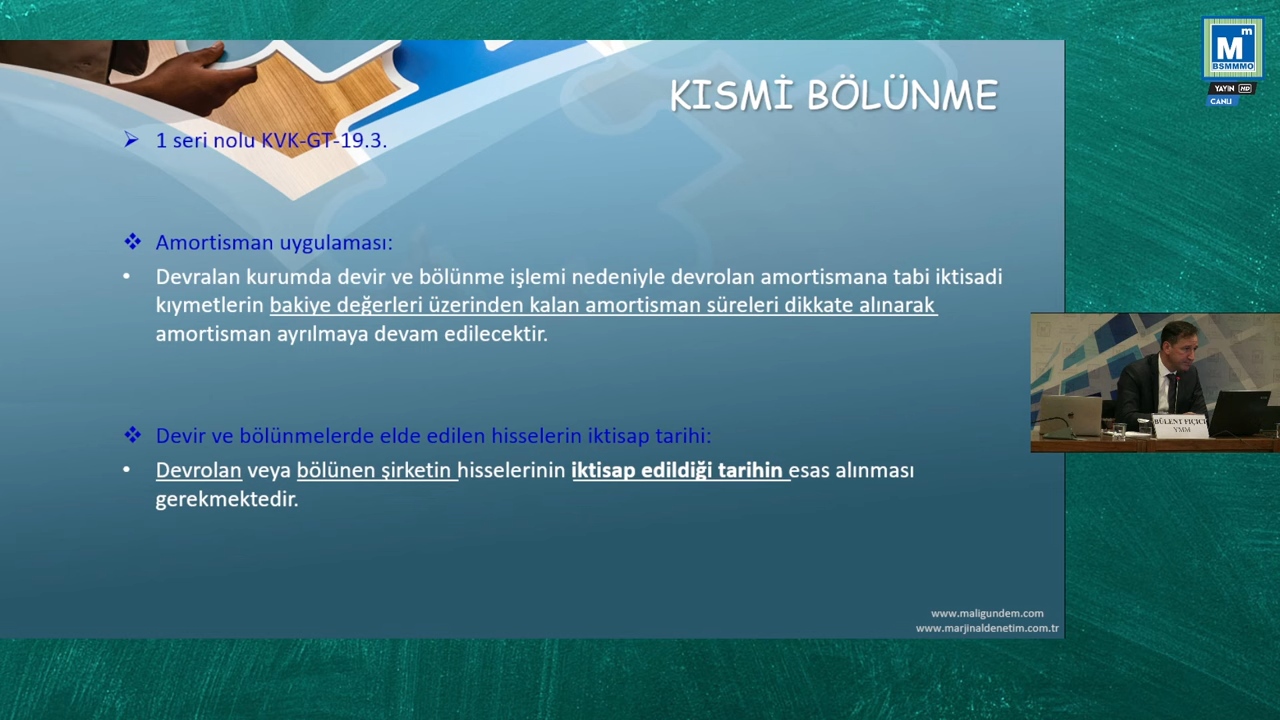 M m
BSMMMO
YAYIN HD
CANLI
KISMİ BÖLÜNME
1 seri nolu KVK-GT-19.3.
Amortisman uygulaması:
Devralan kurumda devir ve bölünme işlemi nedeniyle devrolan amortismana tabi iktisadi
kıymetlerin bakiye değerleri üzerinden kalan amortisman süreleri dikkate alınarak
amortisman ayrılmaya devam edilecektir.
Devir ve bölünmelerde elde edilen hisselerin iktisap tarihi:
Devrolan veya bölünen şirketin hisselerinin iktisap edildiği tarihin esas alınması
gerekmektedir.
BÜLENT FIÇICI
YMM
www.maligundem.com
www.marjinaldenetim.com.tr